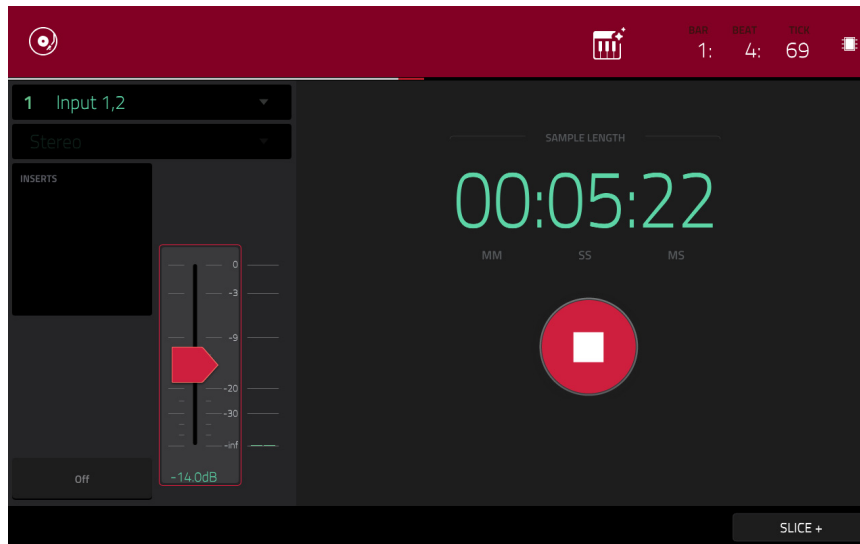 BAR BEAT TICK
1: 4: 69
1 Input 1,2
Stereo
SAMPLE LENGTH
INSERTS
00:05:22
MM SS MS
0
-3
-9
-20
-30
-inf
Off
-14.0dB
SLICE +